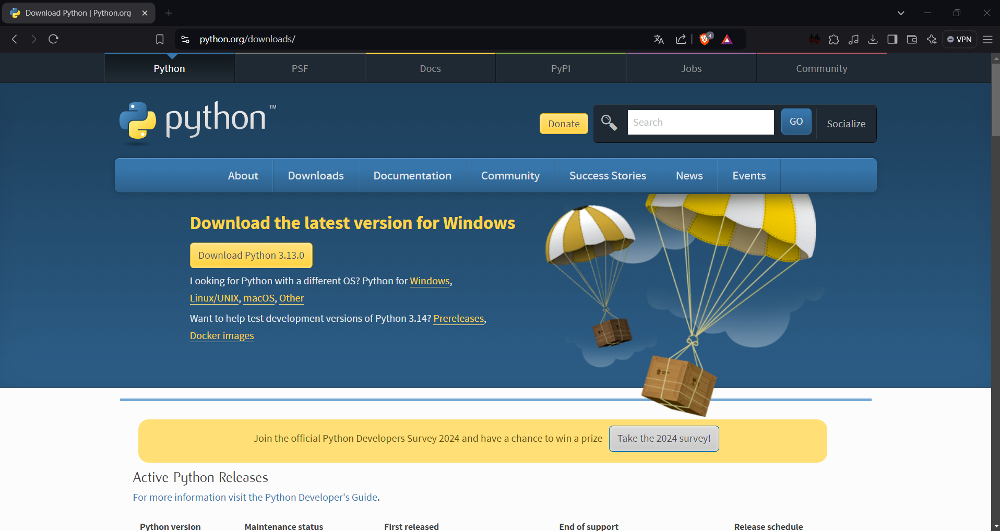 Download Python | Python.org
python.org/downloads/
4
VPN
Python
PSF
Docs
PyPI
Jobs
Community
python™
Donate
Search
GO
Socialize
About
Downloads
Documentation
Community
Success Stories
News
Events
Download the latest version for Windows
Download Python 3.13.0
Looking for Python with a different OS? Python for Windows,
Linux/UNIX, macOS, Other
Want to help test development versions of Python 3.14? Prereleases,
Docker images
Join the official Python Developers Survey 2024 and have a chance to win a prize
Take the 2024 survey!
Active Python Releases
For more information visit the Python Developer's Guide.
Python version
Maintenance status
First released
End of support
Release schedule